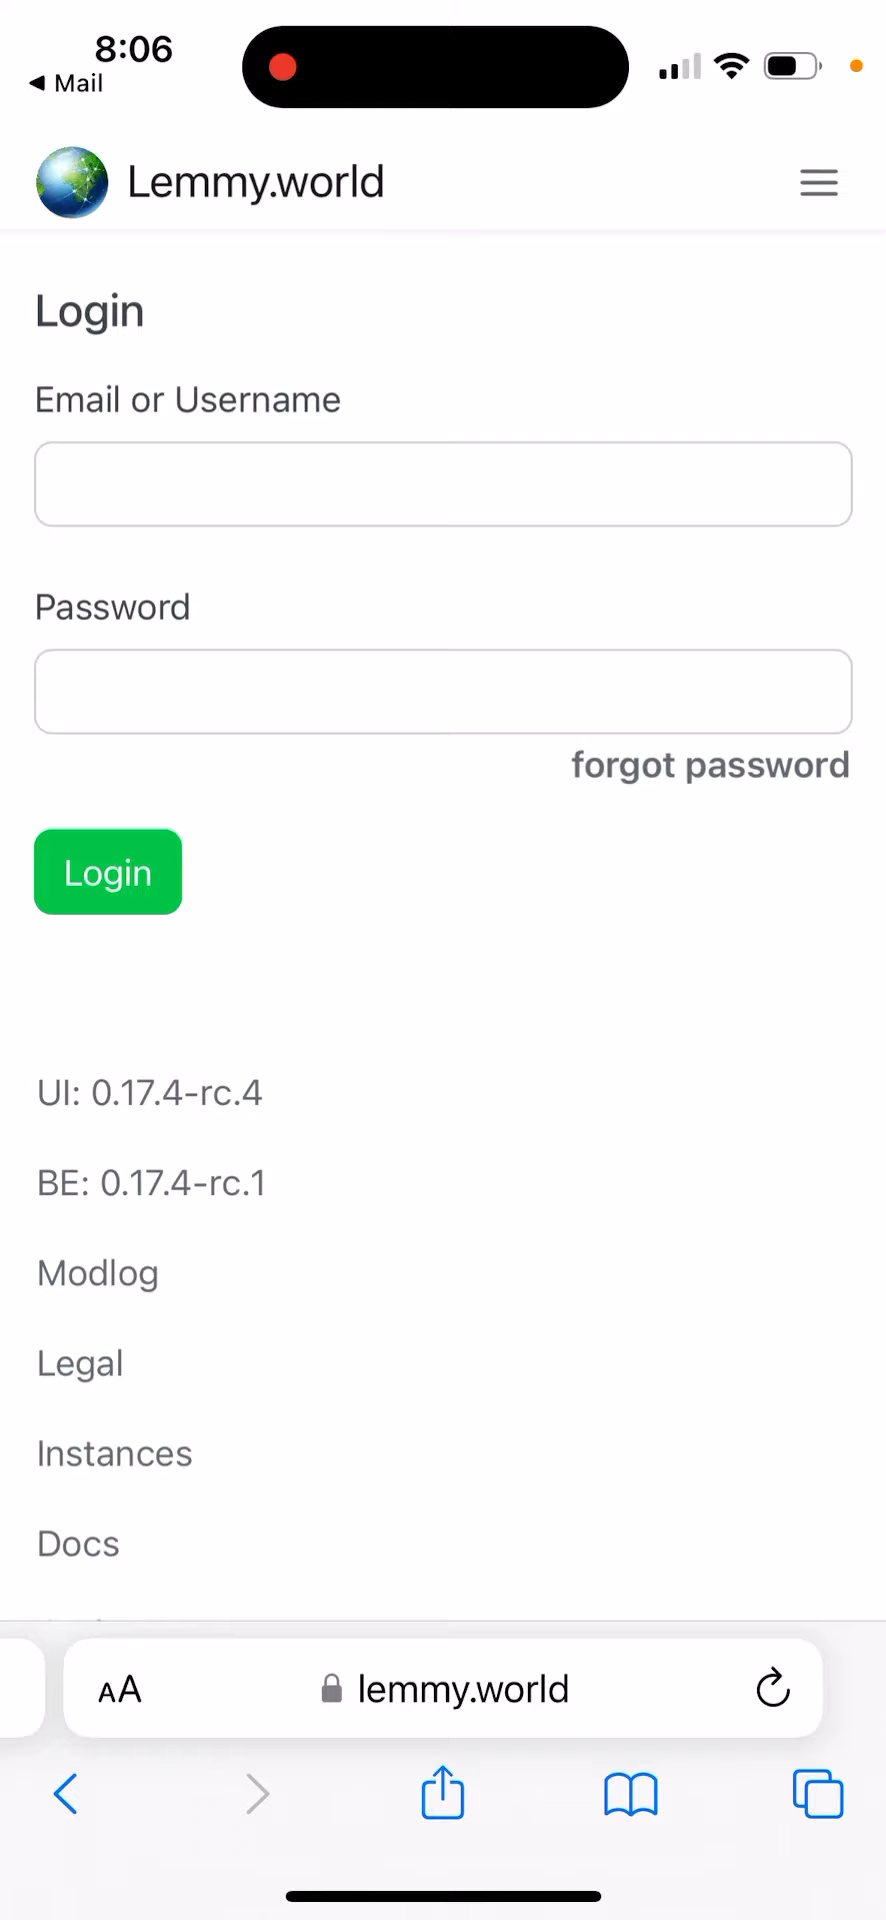 8:06
◀ Mail
Lemmy.world
Login
Email or Username
Password
forgot password
Login
UI: 0.17.4-rc.4
BE: 0.17.4-rc.1
Modlog
Legal
Instances
Docs
AA
lemmy.world